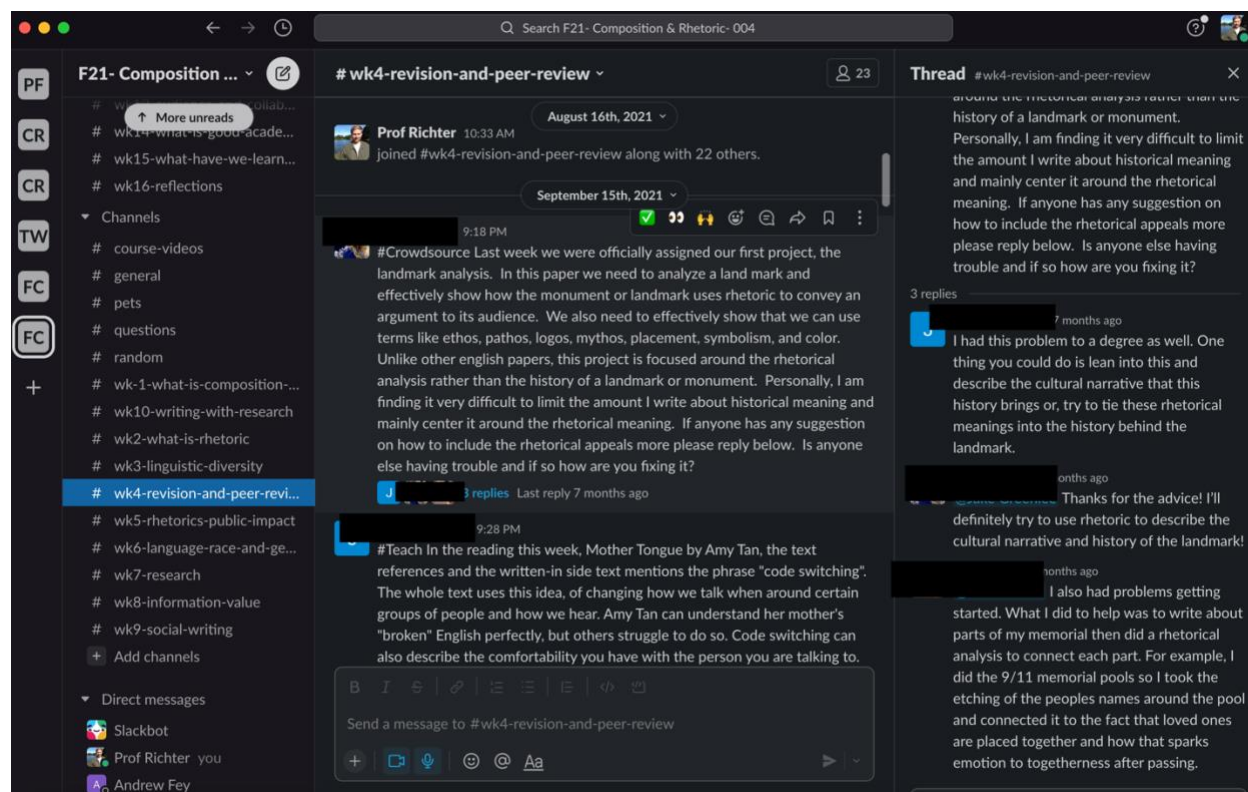 Search F21- Composition & Rhetoric- 004
PF
CR
CR
TW
FC
FC
+
F21- Composition ...
More unreads
# wk14-what-is-good-acade...
# wk15-what-have-we-learn...
# wk16-reflections
Channels
# course-videos
# general
# pets
# questions
# random
# wk-1-what-is-composition-...
# wk10-writing-with-research
# wk2-what-is-rhetoric
# wk3-linguistic-diversity
# wk4-revision-and-peer-revi...
# wk5-rhetorics-public-impact
# wk6-language-race-and-ge...
# wk7-research
# wk8-information-value
# wk9-social-writing
+ Add channels
Direct messages
Slackbot
Prof Richter you
Andrew Fey
# wk4-revision-and-peer-review
23
August 16th, 2021
Prof Richter 10:33 AM
joined #wk4-revision-and-peer-review along with 22 others.
September 15th, 2021
9:18 PM
#Crowdsource Last week we were officially assigned our first project, the
landmark analysis. In this paper we need to analyze a land mark and
effectively show how the monument or landmark uses rhetoric to convey an
argument to its audience. We also need to effectively show that we can use
terms like ethos, pathos, logos, mythos, placement, symbolism, and color.
Unlike other english papers, this project is focused around the rhetorical
analysis rather than the history of a landmark or monument. Personally, I am
finding it very difficult to limit the amount I write about historical meaning and
mainly center it around the rhetorical meaning. If anyone has any suggestion
on how to include the rhetorical appeals more please reply below. Is anyone
else having trouble and if so how are you fixing it?
J
3 replies Last reply 7 months ago
9:28 PM
#Teach In the reading this week, Mother Tongue by Amy Tan, the text
references and the written-in side text mentions the phrase "code switching".
The whole text uses this idea, of changing how we talk when around certain
groups of people and how we hear. Amy Tan can understand her mother's
"broken" English perfectly, but others struggle to do so. Code switching can
also describe the comfortability you have with the person you are talking to.
B I S
Send a message to #wk4-revision-and-peer-review
+ @ Aa
Thread #wk4-revision-and-peer-review
around the rhetorical analysis rather than the
history of a landmark or monument.
Personally, I am finding it very difficult to limit
the amount I write about historical meaning
and mainly center it around the rhetorical
meaning. If anyone has any suggestion on
how to include the rhetorical appeals more
please reply below. Is anyone else having
trouble and if so how are you fixing it?
3 replies
7 months ago
I had this problem to a degree as well. One
thing you could do is lean into this and
describe the cultural narrative that this
history brings or, try to tie these rhetorical
meanings into the history behind the
landmark.
months ago
Thanks for the advice! I'll
definitely try to use rhetoric to describe the
cultural narrative and history of the landmark!
months ago
I also had problems getting
started. What I did to help was to write about
parts of my memorial then did a rhetorical
analysis to connect each part. For example, I
did the 9/11 memorial pools so I took the
etching of the peoples names around the pool
and connected it to the fact that loved ones
are placed together and how that sparks
emotion to togetherness after passing.